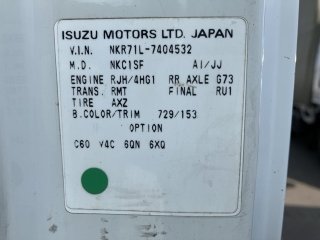 ISUZU MOTORS LTD. JAPAN
V.I.N. NKR71L-7404532
M.D. NKC1SF AI/JJ
ENGINE RJH/4HG1 RR AXLE G73
TRANS. RMT FINAL RU1
TIRE AXZ
B.COLOR/TRIM 729/153
OPTION
C60 V4C 6QN 6XQ